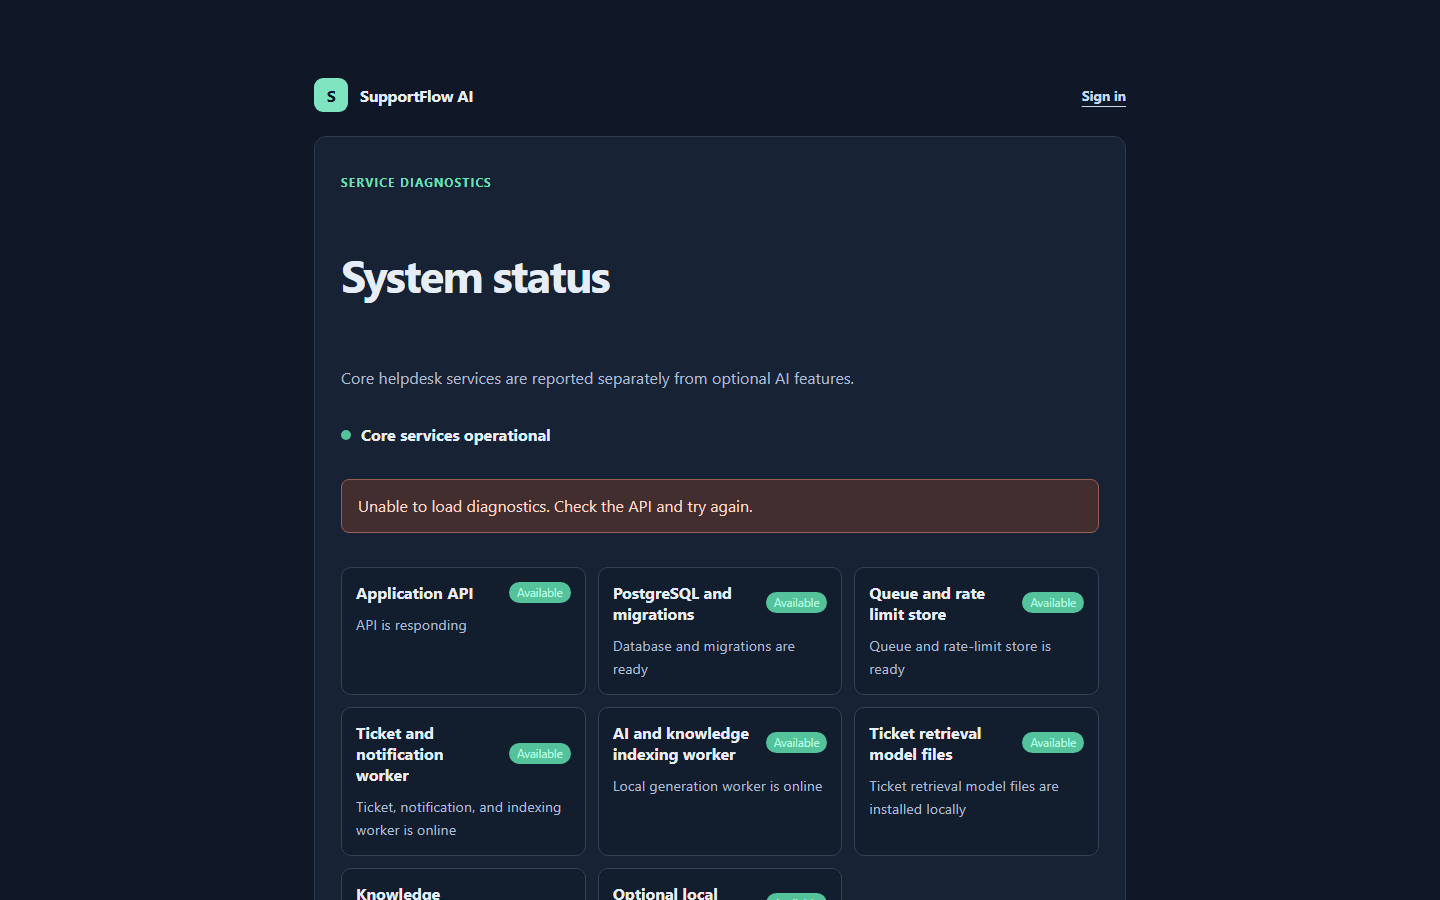 S
SupportFlow AI
Sign in
SERVICE DIAGNOSTICS
System status
Core helpdesk services are reported separately from optional AI features.
Core services operational
Unable to load diagnostics. Check the API and try again.
Application API
Available
API is responding
PostgreSQL and
migrations
Available
Database and migrations are
ready
Queue and rate
limit store
Available
Queue and rate-limit store is
ready
Ticket and
notification
worker
Available
Ticket, notification, and indexing
worker is online
AI and knowledge
indexing worker
Available
Local generation worker is online
Ticket retrieval
model files
Available
Ticket retrieval model files are
installed locally
Knowledge
Optional local